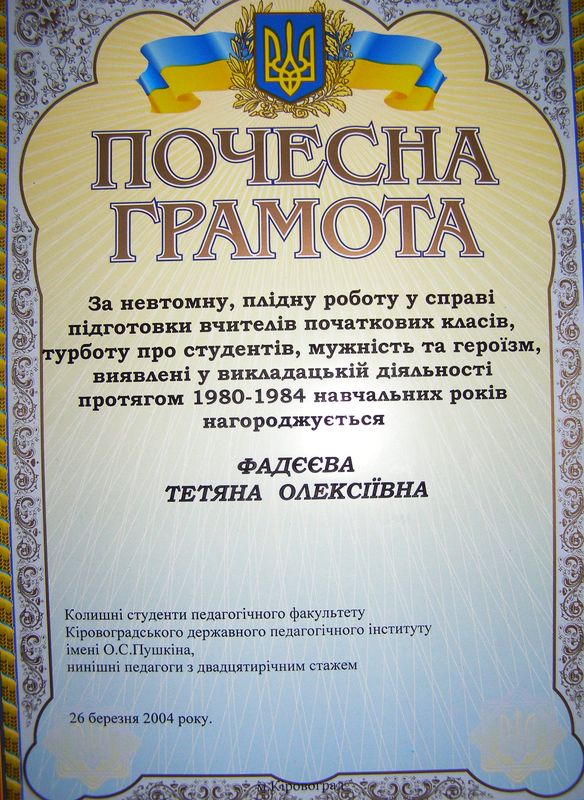 ПОЧЕСНА
ГРАМОТА
За невтомну, плідну роботу у справі
підготовки вчителів початкових класів,
турботу про студентів, мужність та героїзм,
виявлені у викладацькій діяльності
протягом 1980-1984 навчальних років
нагороджується
ФАДЄЄВА
ТЕТЯНА ОЛЕКСІЇВНА
Колишні студенти педагогічного факультету
Кіровоградського державного педагогічного інституту
імені О.С.Пушкіна,
нинішні педагоги з двадцятирічним стажем
26 березня 2004 року.
м.Кіровоград